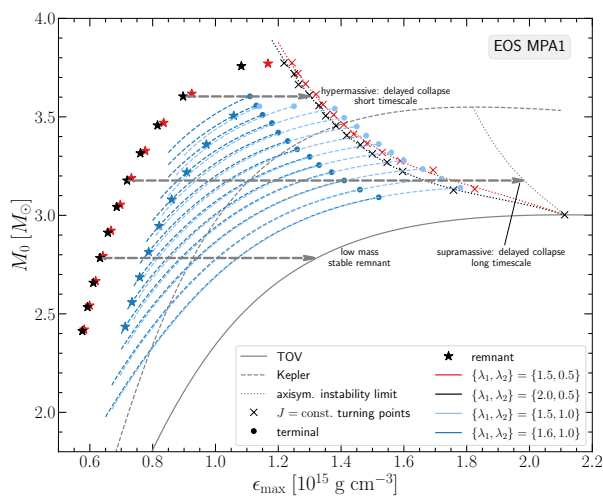 EOS MPA1
hypermassive: delayed collapse
short timescale
low mass
stable remnant
supramassive: delayed collapse
long timescale
M₀ [M☉]
4.0
3.5
3.0
2.5
2.0
TOV
Kepler
axisym. instability limit
J = const. turning points
terminal
remnant
{λ₁, λ₂} = {1.5, 0.5}
{λ₁, λ₂} = {2.0, 0.5}
{λ₁, λ₂} = {1.5, 1.0}
{λ₁, λ₂} = {1.6, 1.0}
0.6 0.8 1.0 1.2 1.4 1.6 1.8 2.0 2.2
ϵmax [10¹⁵ g cm⁻³]